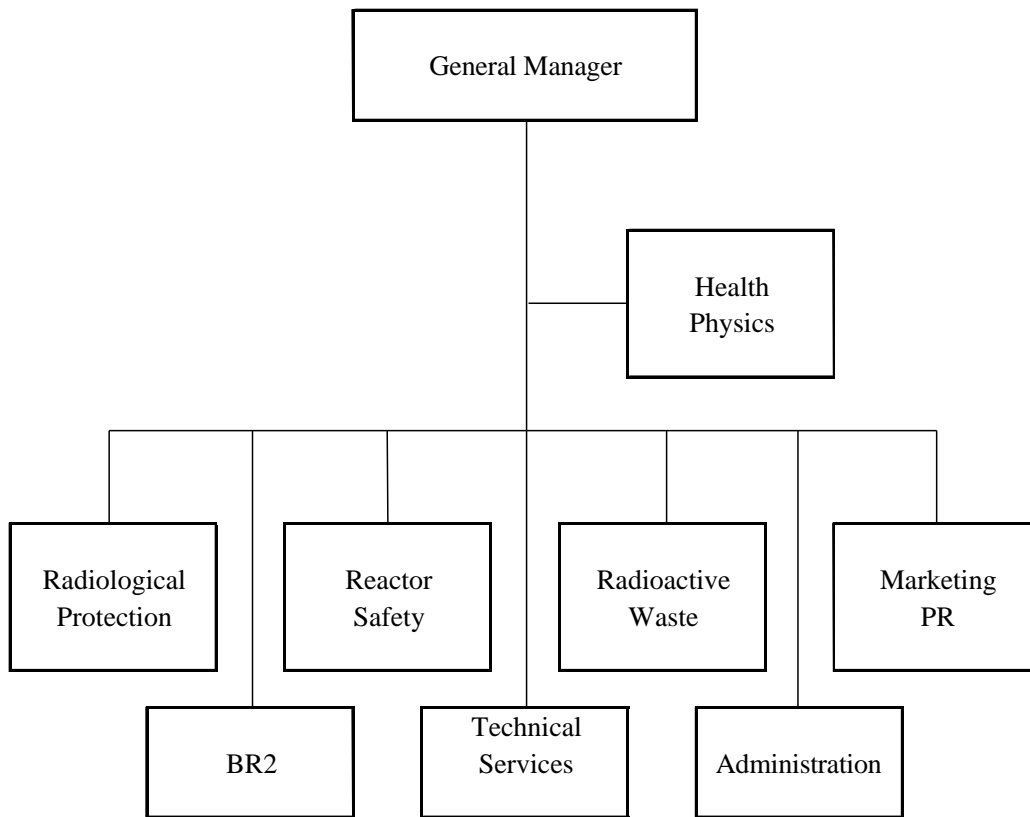 General Manager
Health
Physics
Radiological
Protection
Reactor
Safety
Radioactive
Waste
Marketing
PR
BR2
Technical
Services
Administration